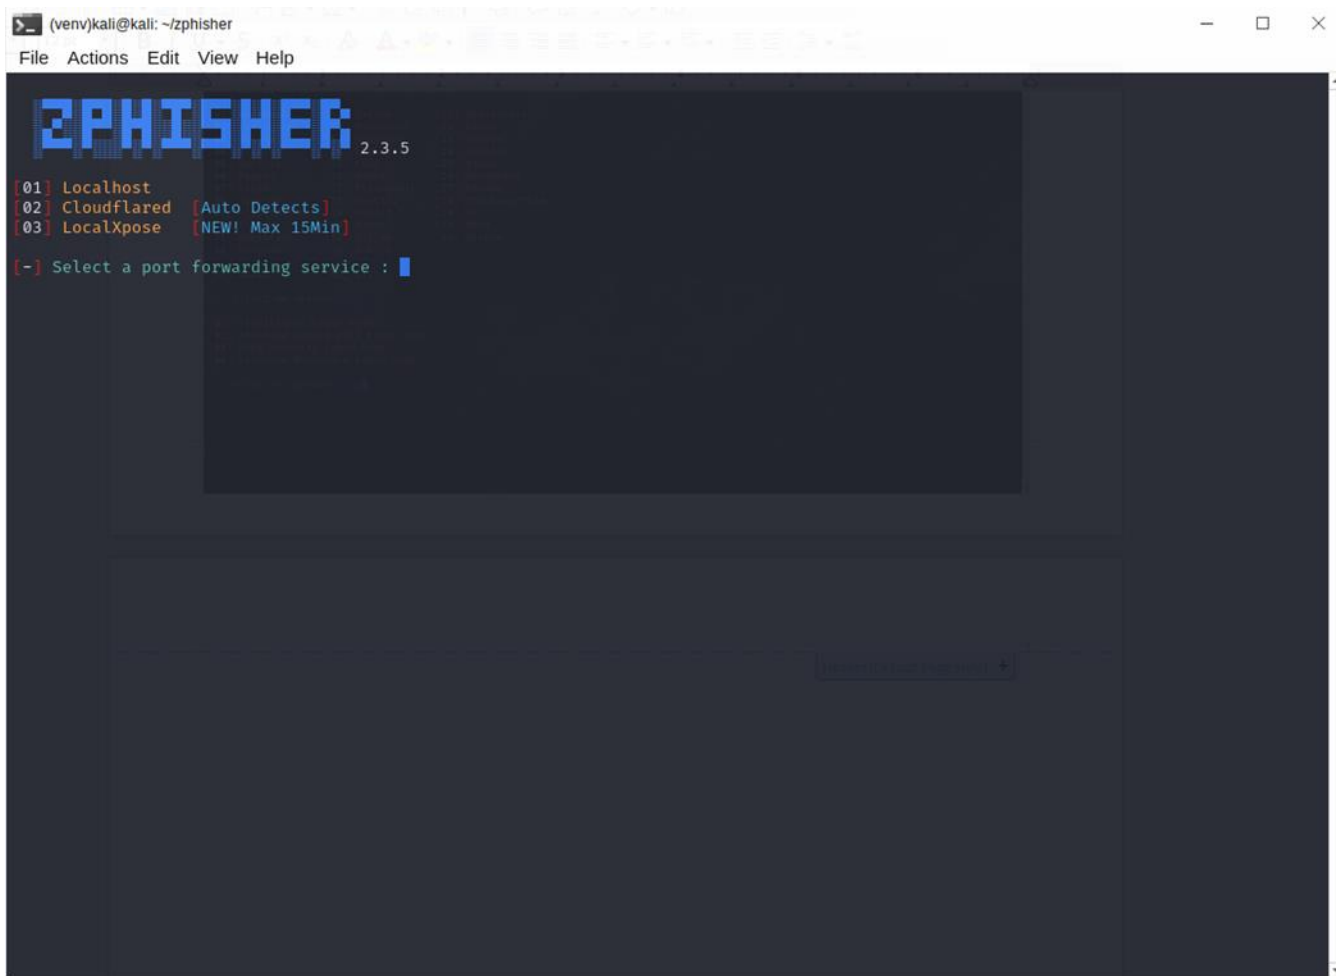 (venv)kali@kali: ~/zphisher
File Actions Edit View Help
ZPHISHER 2.3.5
[01] Localhost
[02] Cloudflared [Auto Detects]
[03] LocalXpose [NEW! Max 15Min]
[-] Select a port forwarding service :